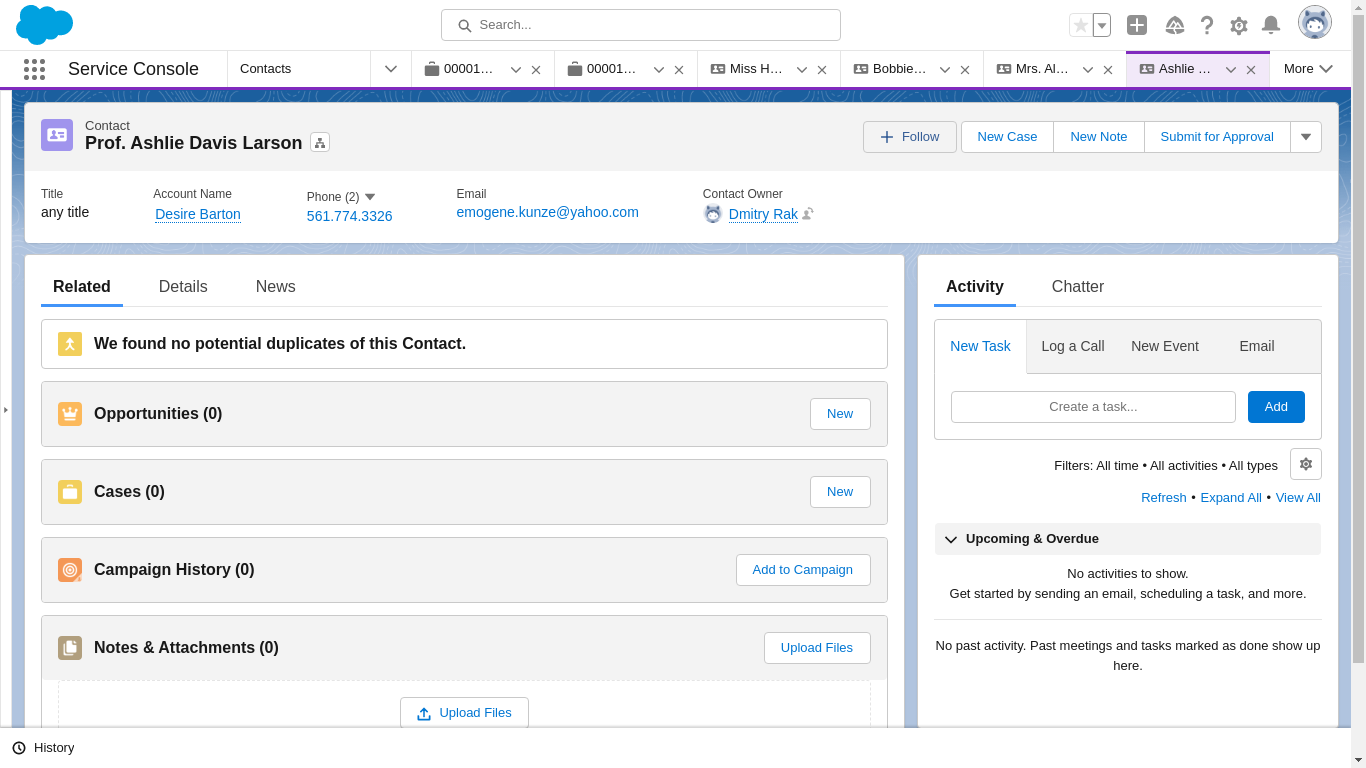 Search...
Service Console
Contacts
00001…
00001…
Miss H…
Bobbie…
Mrs. Al…
Ashlie …
More
Contact
Prof. Ashlie Davis Larson
Follow
New Case
New Note
Submit for Approval
Title
Account Name
Phone (2)
Email
Contact Owner
any title
Desire Barton
561.774.3326
emogene.kunze@yahoo.com
Dmitry Rak
Related
Details
News
We found no potential duplicates of this Contact.
Opportunities (0)
New
Cases (0)
New
Campaign History (0)
Add to Campaign
Notes & Attachments (0)
Upload Files
Upload Files
Activity
Chatter
New Task
Log a Call
New Event
Email
Create a task...
Add
Filters: All time • All activities • All types
Refresh • Expand All • View All
Upcoming & Overdue
No activities to show.
Get started by sending an email, scheduling a task, and more.
No past activity. Past meetings and tasks marked as done show up
here.
History